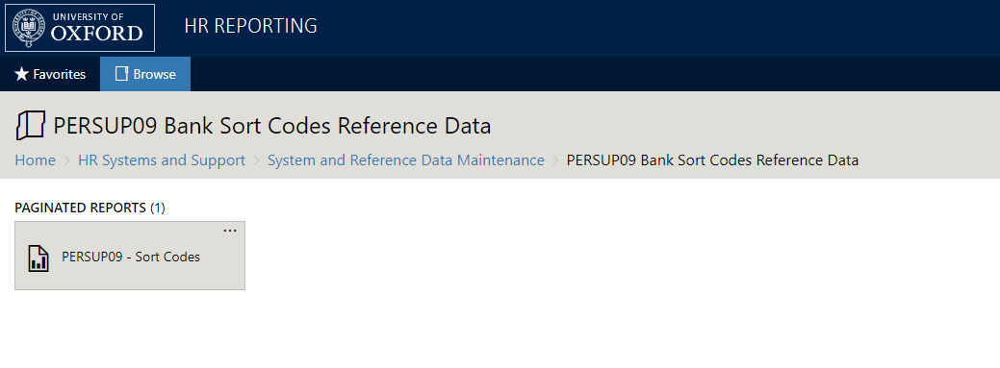 UNIVERSITY OF
OXFORD
HR REPORTING
Favorites
Browse
PERSUP09 Bank Sort Codes Reference Data
Home > HR Systems and Support > System and Reference Data Maintenance > PERSUP09 Bank Sort Codes Reference Data
PAGINATED REPORTS (1)
...
PERSUP09 - Sort Codes